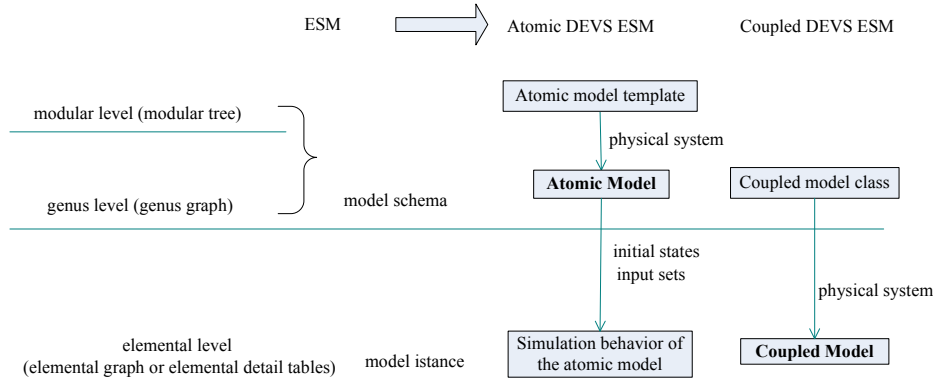 ESM
Atomic DEVS ESM
Coupled DEVS ESM
Atomic model template
modular level (modular tree)
physical system
Atomic Model
Coupled model class
genus level (genus graph)
model schema
initial states
input sets
physical system
elemental level
(elemental graph or elemental detail tables)
model istance
Simulation behavior of
the atomic model
Coupled Model